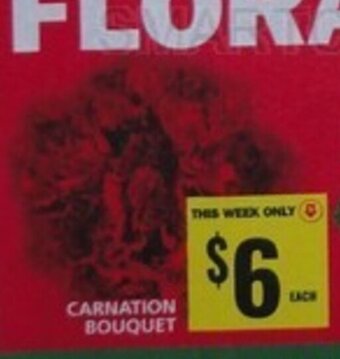 FLORA
THIS WEEK ONLY
$6 EACH
CARNATION
BOUQUET